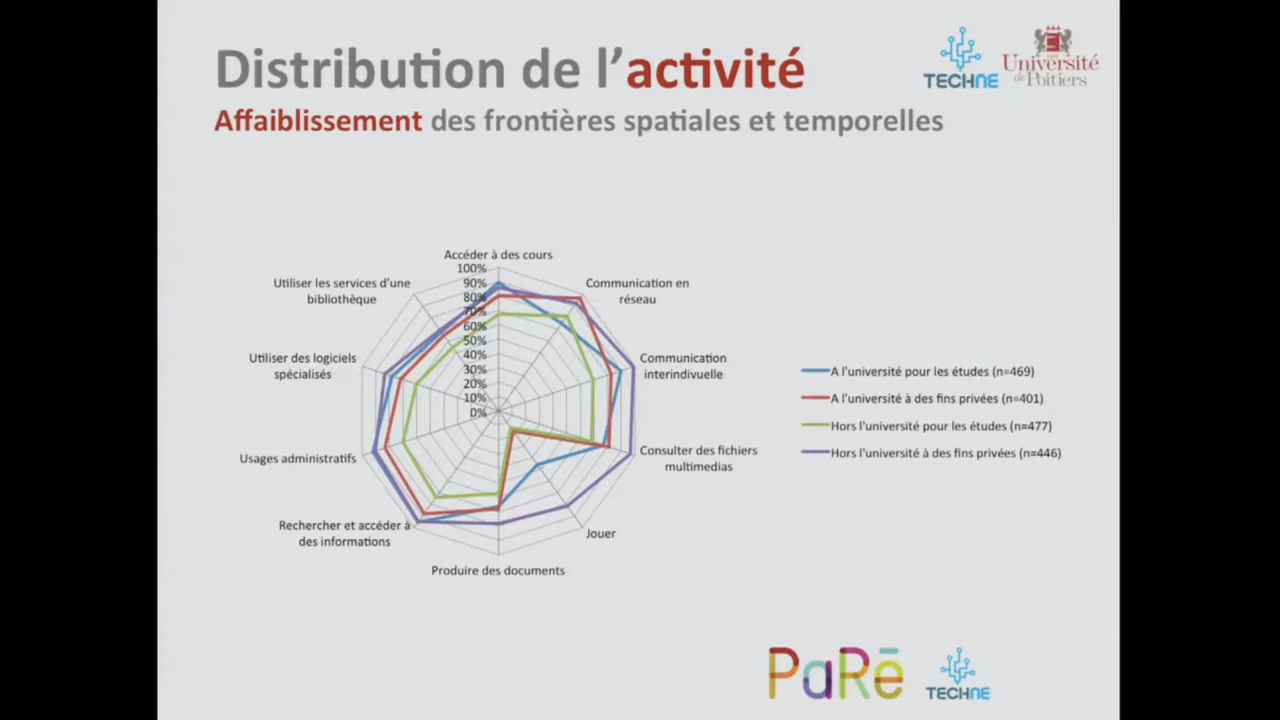 Distribution de l'activité
Affaiblissement des frontières spatiales et temporelles
TECHNE
Université
de Poitiers
Accéder à des cours
100%
90%
80%
70%
60%
50%
40%
30%
20%
10%
0%
Communication en
réseau
Communication
interindivuelle
Consulter des fichiers
multimedias
Jouer
Produire des documents
Rechercher et accéder à
des informations
Usages administratifs
Utiliser des logiciels
spécialisés
Utiliser les services d'une
bibliothèque
A l'université pour les études (n=469)
A l'université à des fins privées (n=401)
Hors l'université pour les études (n=477)
Hors l'université à des fins privées (n=446)
PaRē
TECHNE